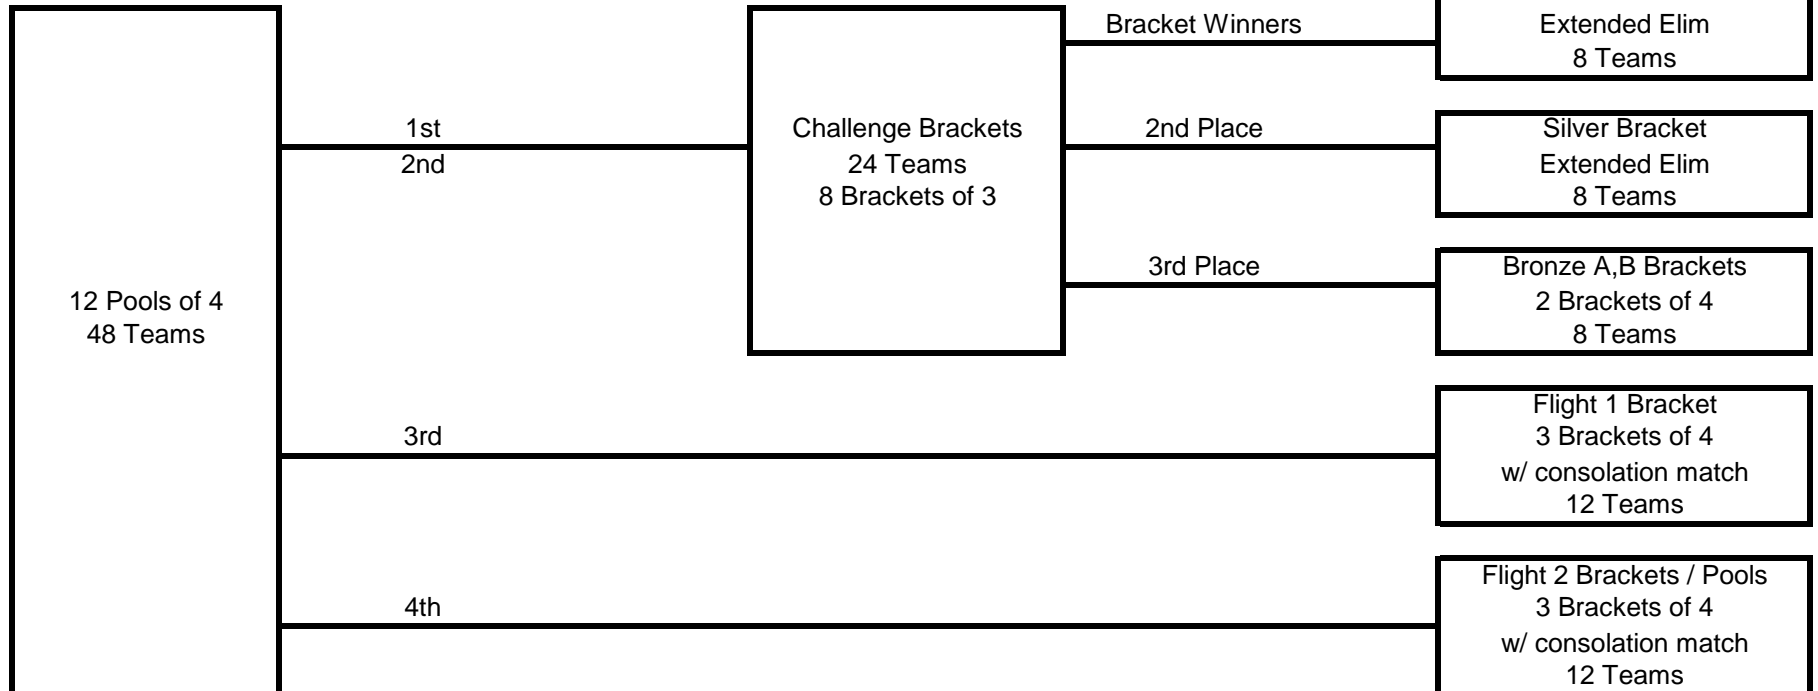 12 Pools of 4
48 Teams
1st
2nd
3rd
4th
Challenge Brackets
24 Teams
8 Brackets of 3
Bracket Winners
2nd Place
3rd Place
Extended Elim
8 Teams
Silver Bracket
Extended Elim
8 Teams
Bronze A,B Brackets
2 Brackets of 4
8 Teams
Flight 1 Bracket
3 Brackets of 4
w/ consolation match
12 Teams
Flight 2 Brackets / Pools
3 Brackets of 4
w/ consolation match
12 Teams